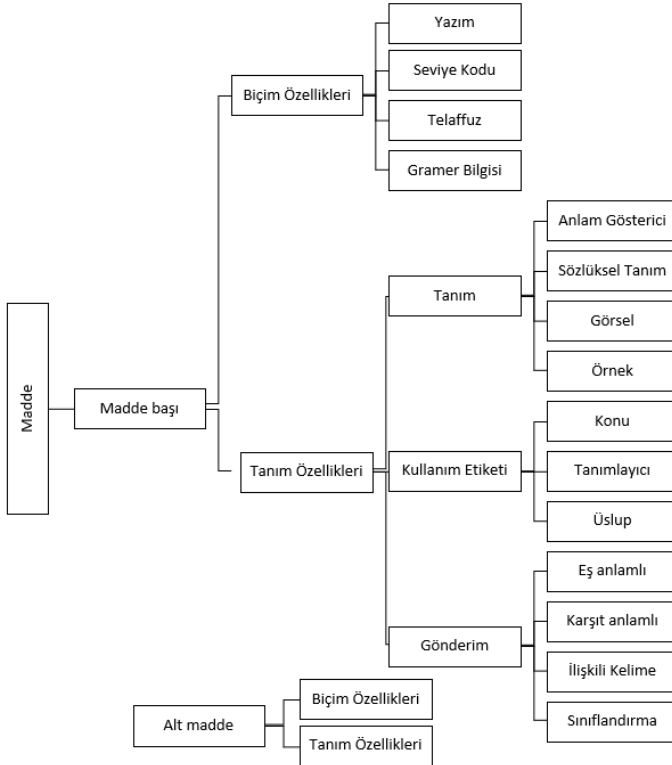 Madde
Madde başı
Biçim Özellikleri
Yazım
Seviye Kodu
Telaffuz
Gramer Bilgisi
Tanım Özellikleri
Tanım
Anlam Gösterici
Sözlüksel Tanım
Görsel
Örnek
Kullanım Etiketi
Konu
Tanımlayıcı
Üslup
Gönderim
Eş anlamlı
Karşıt anlamlı
İlişkili Kelime
Sınıflandırma
Alt madde
Biçim Özellikleri
Tanım Özellikleri